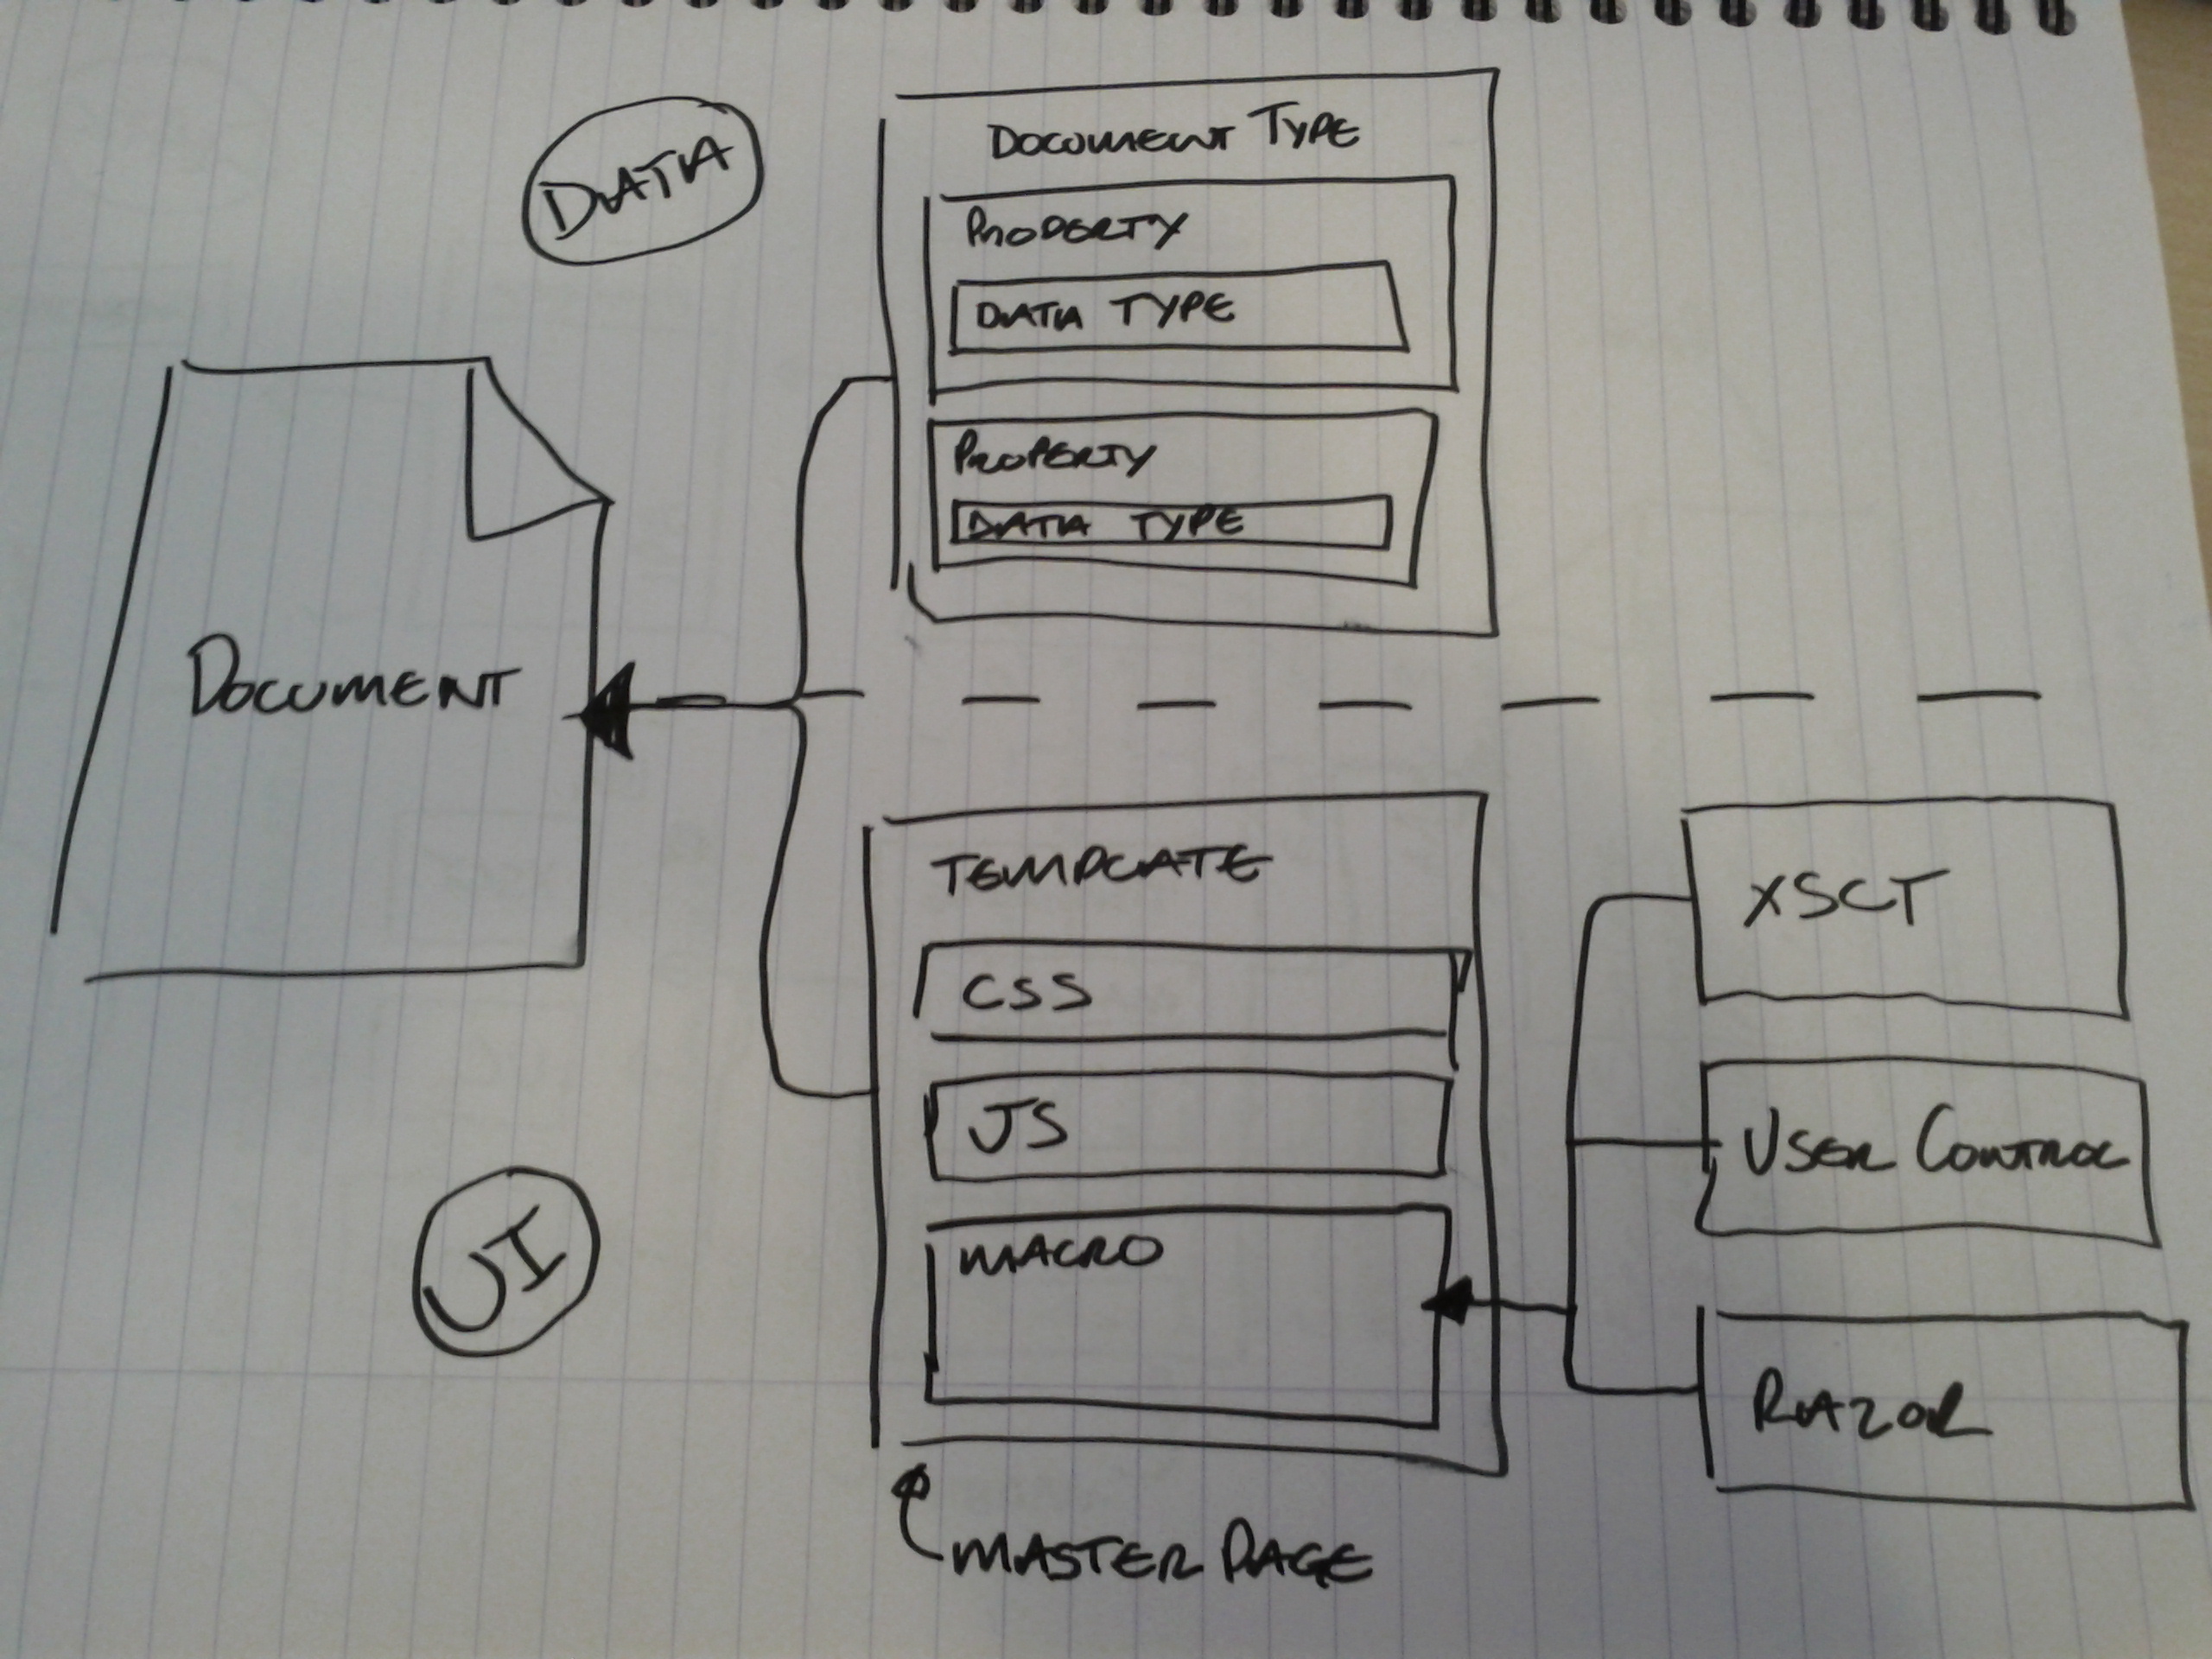 DATA
DOCUMENT TYPE
PROPERTY
DATA TYPE
PROPERTY
DATA TYPE
DOCUMENT
TEMPLATE
CSS
JS
MACRO
MASTER PAGE
UI
XSLT
USER CONTROL
RAZOR